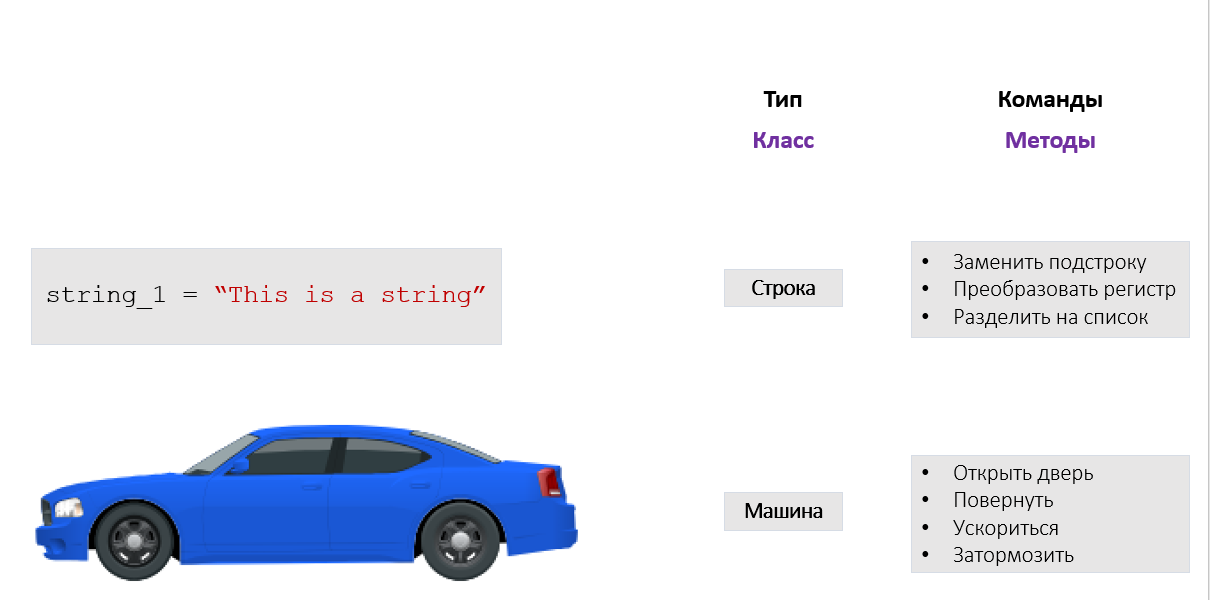 Тип
Команды
Класс
Методы
string_1 = “This is a string”
Строка
• Заменить подстроку
• Преобразовать регистр
• Разделить на список
Машина
• Открыть дверь
• Повернуть
• Ускориться
• Затормозить